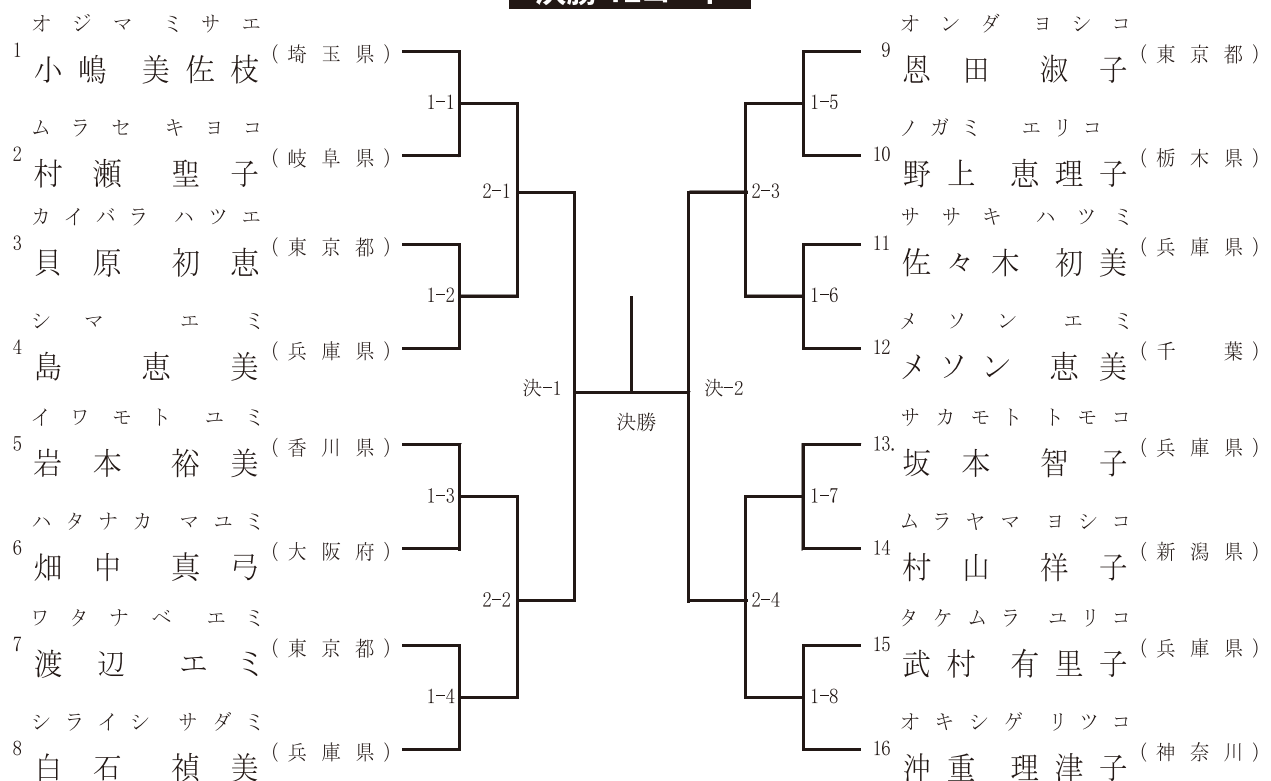 オジマ ミサエ
1 小嶋 美佐枝 (埼玉県)
1-1
ムラセ キヨコ
2 村瀬 聖子 (岐阜県)
2-1
カイバラ ハツエ
3 貝原 初恵 (東京都)
1-2
シマ エミ
4 島 恵美 (兵庫県)
決-1
イワモト ユミ
5 岩本 裕美 (香川県)
1-3
ハタナカ マユミ
6 畑中 真弓 (大阪府)
2-2
ワタナベ エミ
7 渡辺 エミ (東京都)
1-4
シライシ サダミ
8 白石 禎美 (兵庫県)
決勝
オンダ ヨシコ
9 恩田 淑子 (東京都)
1-5
ノガミ エリコ
10 野上 恵理子 (栃木県)
2-3
ササキ ハツミ
11 佐々木 初美 (兵庫県)
1-6
メソン エミ
12 メソン 恵美 (千 葉)
決-2
サカモト トモコ
13. 坂本 智子 (兵庫県)
1-7
ムラヤマ ヨシコ
14 村山 祥子 (新潟県)
2-4
タケムラ ユリコ
15 武村 有里子 (兵庫県)
1-8
オキシゲ リツコ
16 沖重 理津子 (神奈川)